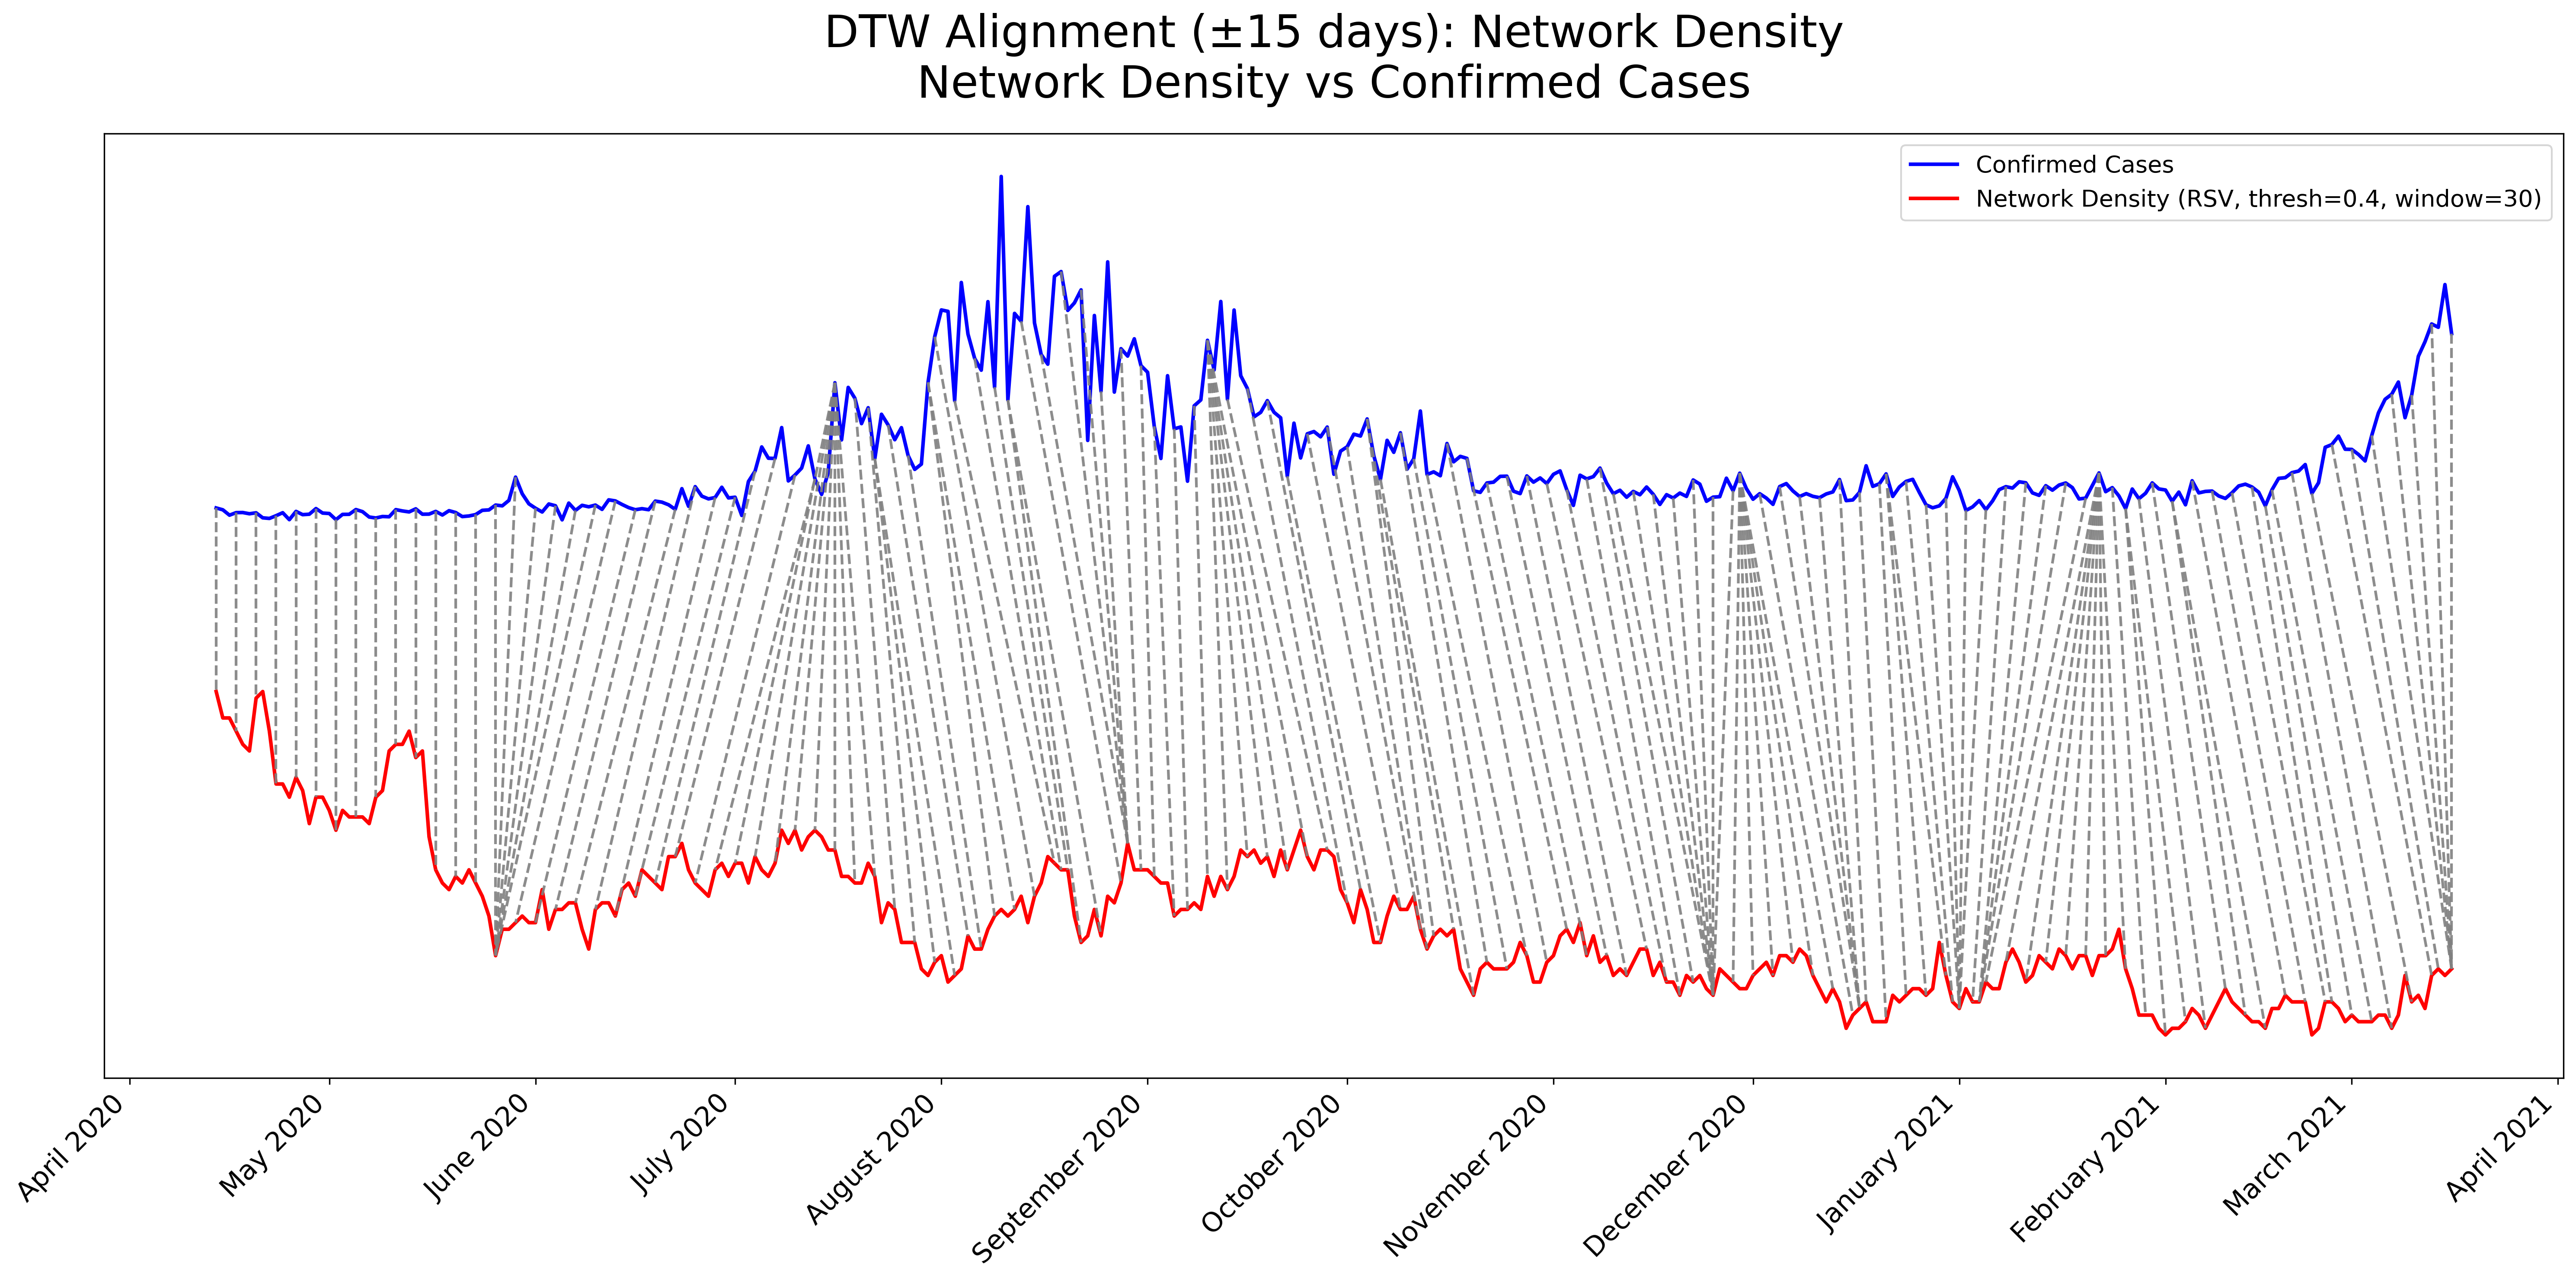 DTW Alignment (±15 days): Network Density
Network Density vs Confirmed Cases
Confirmed Cases
Network Density (RSV, thresh=0.4, window=30)
April 2020
May 2020
June 2020
July 2020
August 2020
September 2020
October 2020
November 2020
December 2020
January 2021
February 2021
March 2021
April 2021